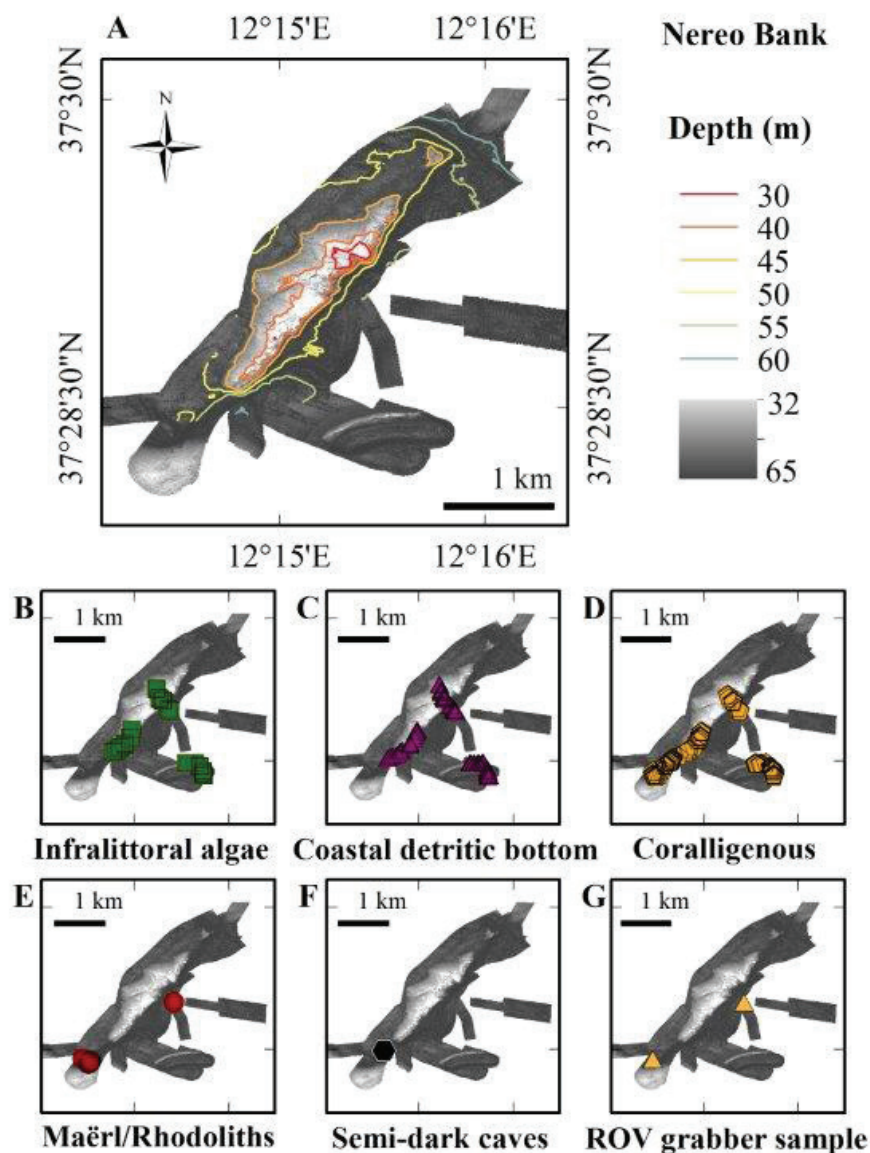 A
12°15'E
12°16'E
Nereo Bank
37°30'N
N
37°30'N
Depth (m)
30
40
45
50
55
60
37°28'30"N
37°28'30"N
32
65
1 km
12°15'E
12°16'E
B
1 km
C
1 km
D
1 km
Infralittoral algae
Coastal detritic bottom
Coralligenous
E
1 km
F
1 km
G
1 km
Maërl/Rhodoliths
Semi-dark caves
ROV grabber sample